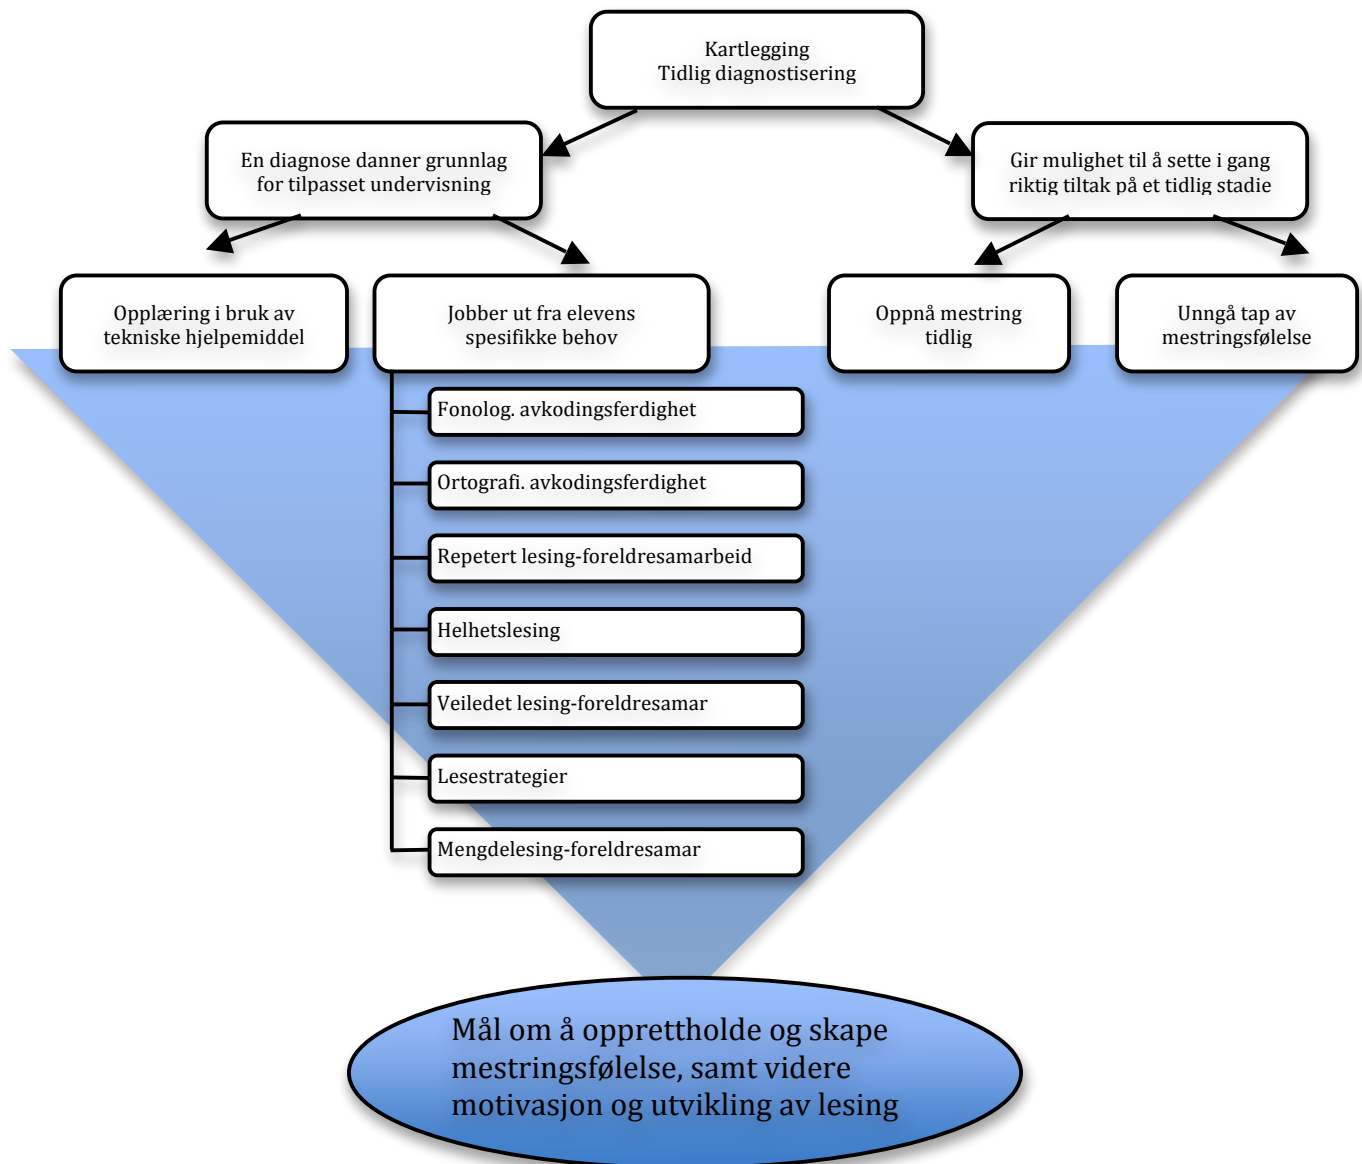 Kartlegging
Tidlig diagnostisering
En diagnose danner grunnlag
for tilpasset undervisning
Gir mulighet til å sette i gang
riktig tiltak på et tidlig stadie
Opplæring i bruk av
tekniske hjelpemiddel
Jobber ut fra elevens
spesifikke behov
Oppnå mestring
tidlig
Unngå tap av
mestringsfølelse
Fonolog. avkodingsferdighet
Ortografi. avkodingsferdighet
Repetert lesing-foreldresamarbeid
Helhetslesing
Veiledet lesing-foreldresamar
Lesestrategier
Mengdelesing-foreldresamar
Mål om å opprettholde og skape
mestringsfølelse, samt videre
motivasjon og utvikling av lesing